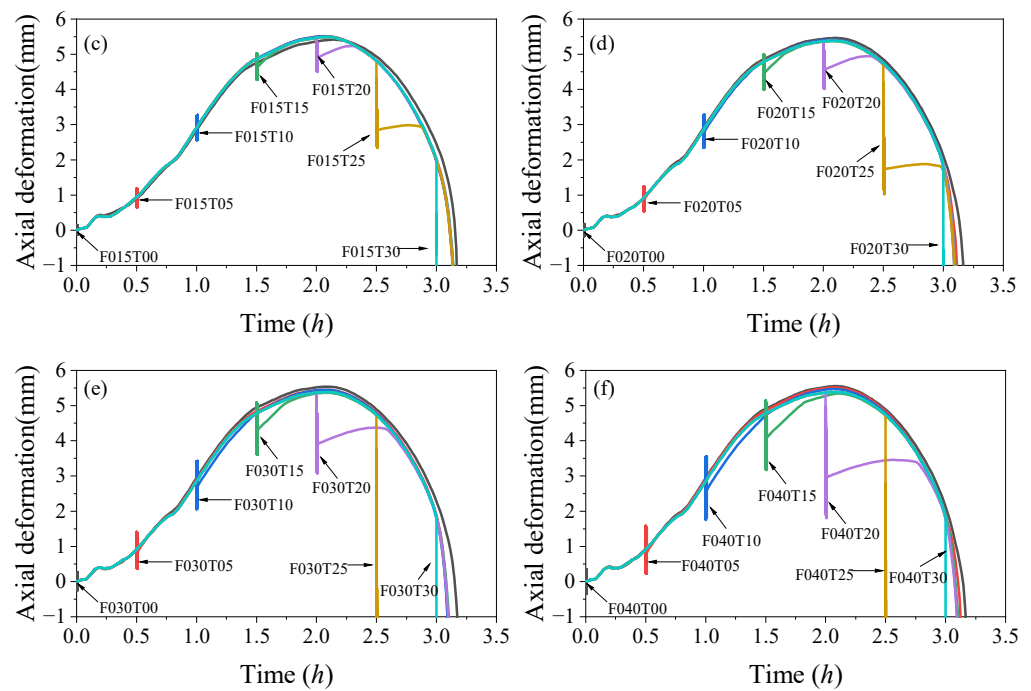 (c)
Axial deformation(mm)
6
5
4
3
2
1
0
−1
F015T00
F015T05
F015T10
F015T15
F015T20
F015T25
F015T30
0.0 0.5 1.0 1.5 2.0 2.5 3.0 3.5
Time (h)
(d)
Axial deformation(mm)
6
5
4
3
2
1
0
−1
F020T00
F020T05
F020T10
F020T15
F020T20
F020T25
F020T30
0.0 0.5 1.0 1.5 2.0 2.5 3.0 3.5
Time (h)
(e)
Axial deformation(mm)
6
5
4
3
2
1
0
−1
F030T00
F030T05
F030T10
F030T15
F030T20
F030T25
F030T30
0.0 0.5 1.0 1.5 2.0 2.5 3.0 3.5
Time (h)
(f)
Axial deformation(mm)
6
5
4
3
2
1
0
−1
F040T00
F040T05
F040T10
F040T15
F040T20
F040T25
F040T30
0.0 0.5 1.0 1.5 2.0 2.5 3.0 3.5
Time (h)